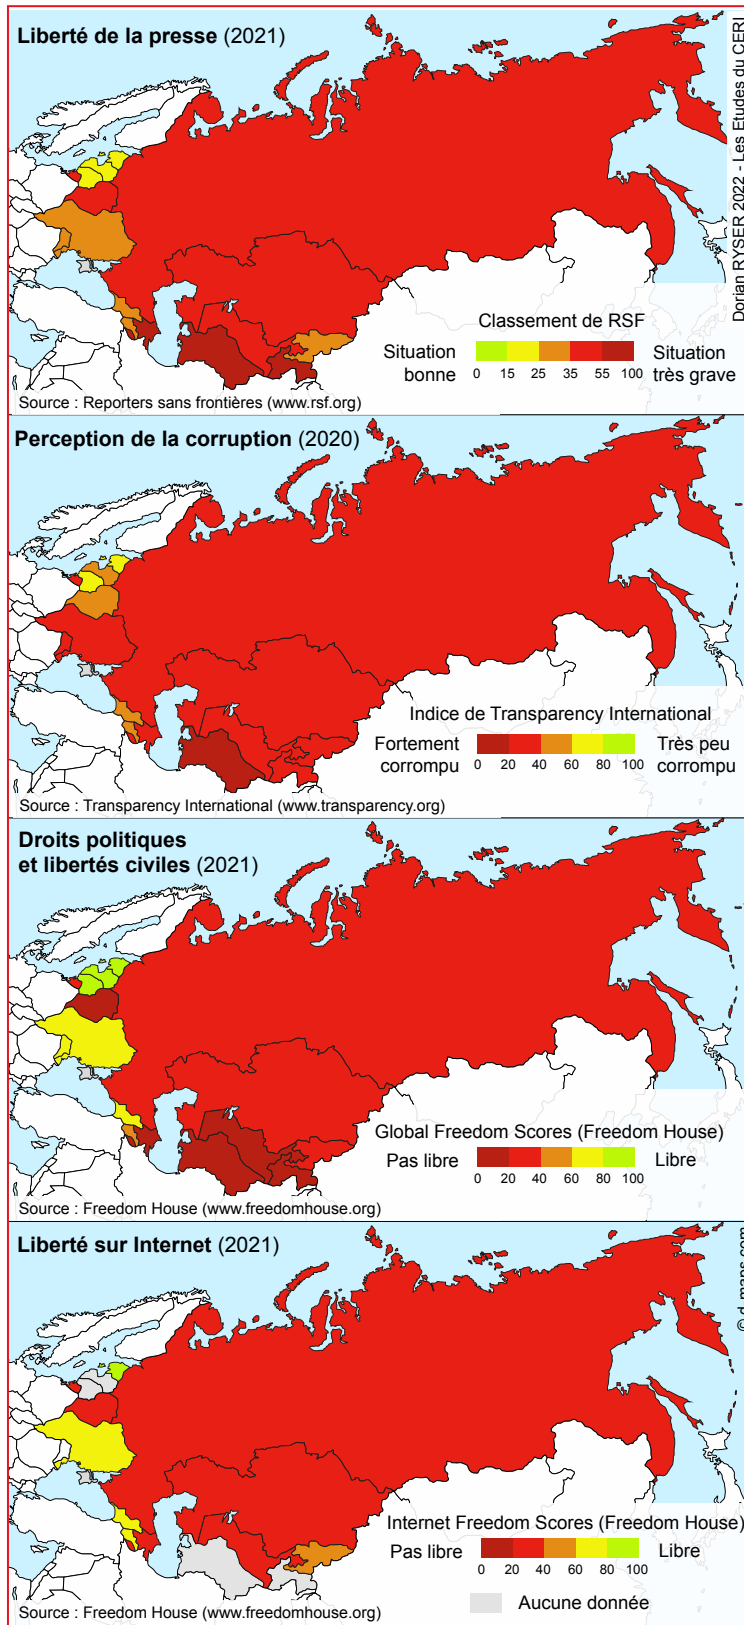 Liberté de la presse (2021)
Dorian RYSER 2022 - Les Etudes du CERI
Classement de RSF
Situation bonne
0 15 25 35 55 100
Situation très grave
Source : Reporters sans frontières (www.rsf.org)
Perception de la corruption (2020)
Indice de Transparency International
Fortement corrompu
0 20 40 60 80 100
Très peu corrompu
Source : Transparency International (www.transparency.org)
Droits politiques
et libertés civiles (2021)
Global Freedom Scores (Freedom House)
Pas libre
0 20 40 60 80 100
Libre
Source : Freedom House (www.freedomhouse.org)
Liberté sur Internet (2021)
© d-maps.com
Internet Freedom Scores (Freedom House)
Pas libre
0 20 40 60 80 100
Libre
Aucune donnée
Source : Freedom House (www.freedomhouse.org)